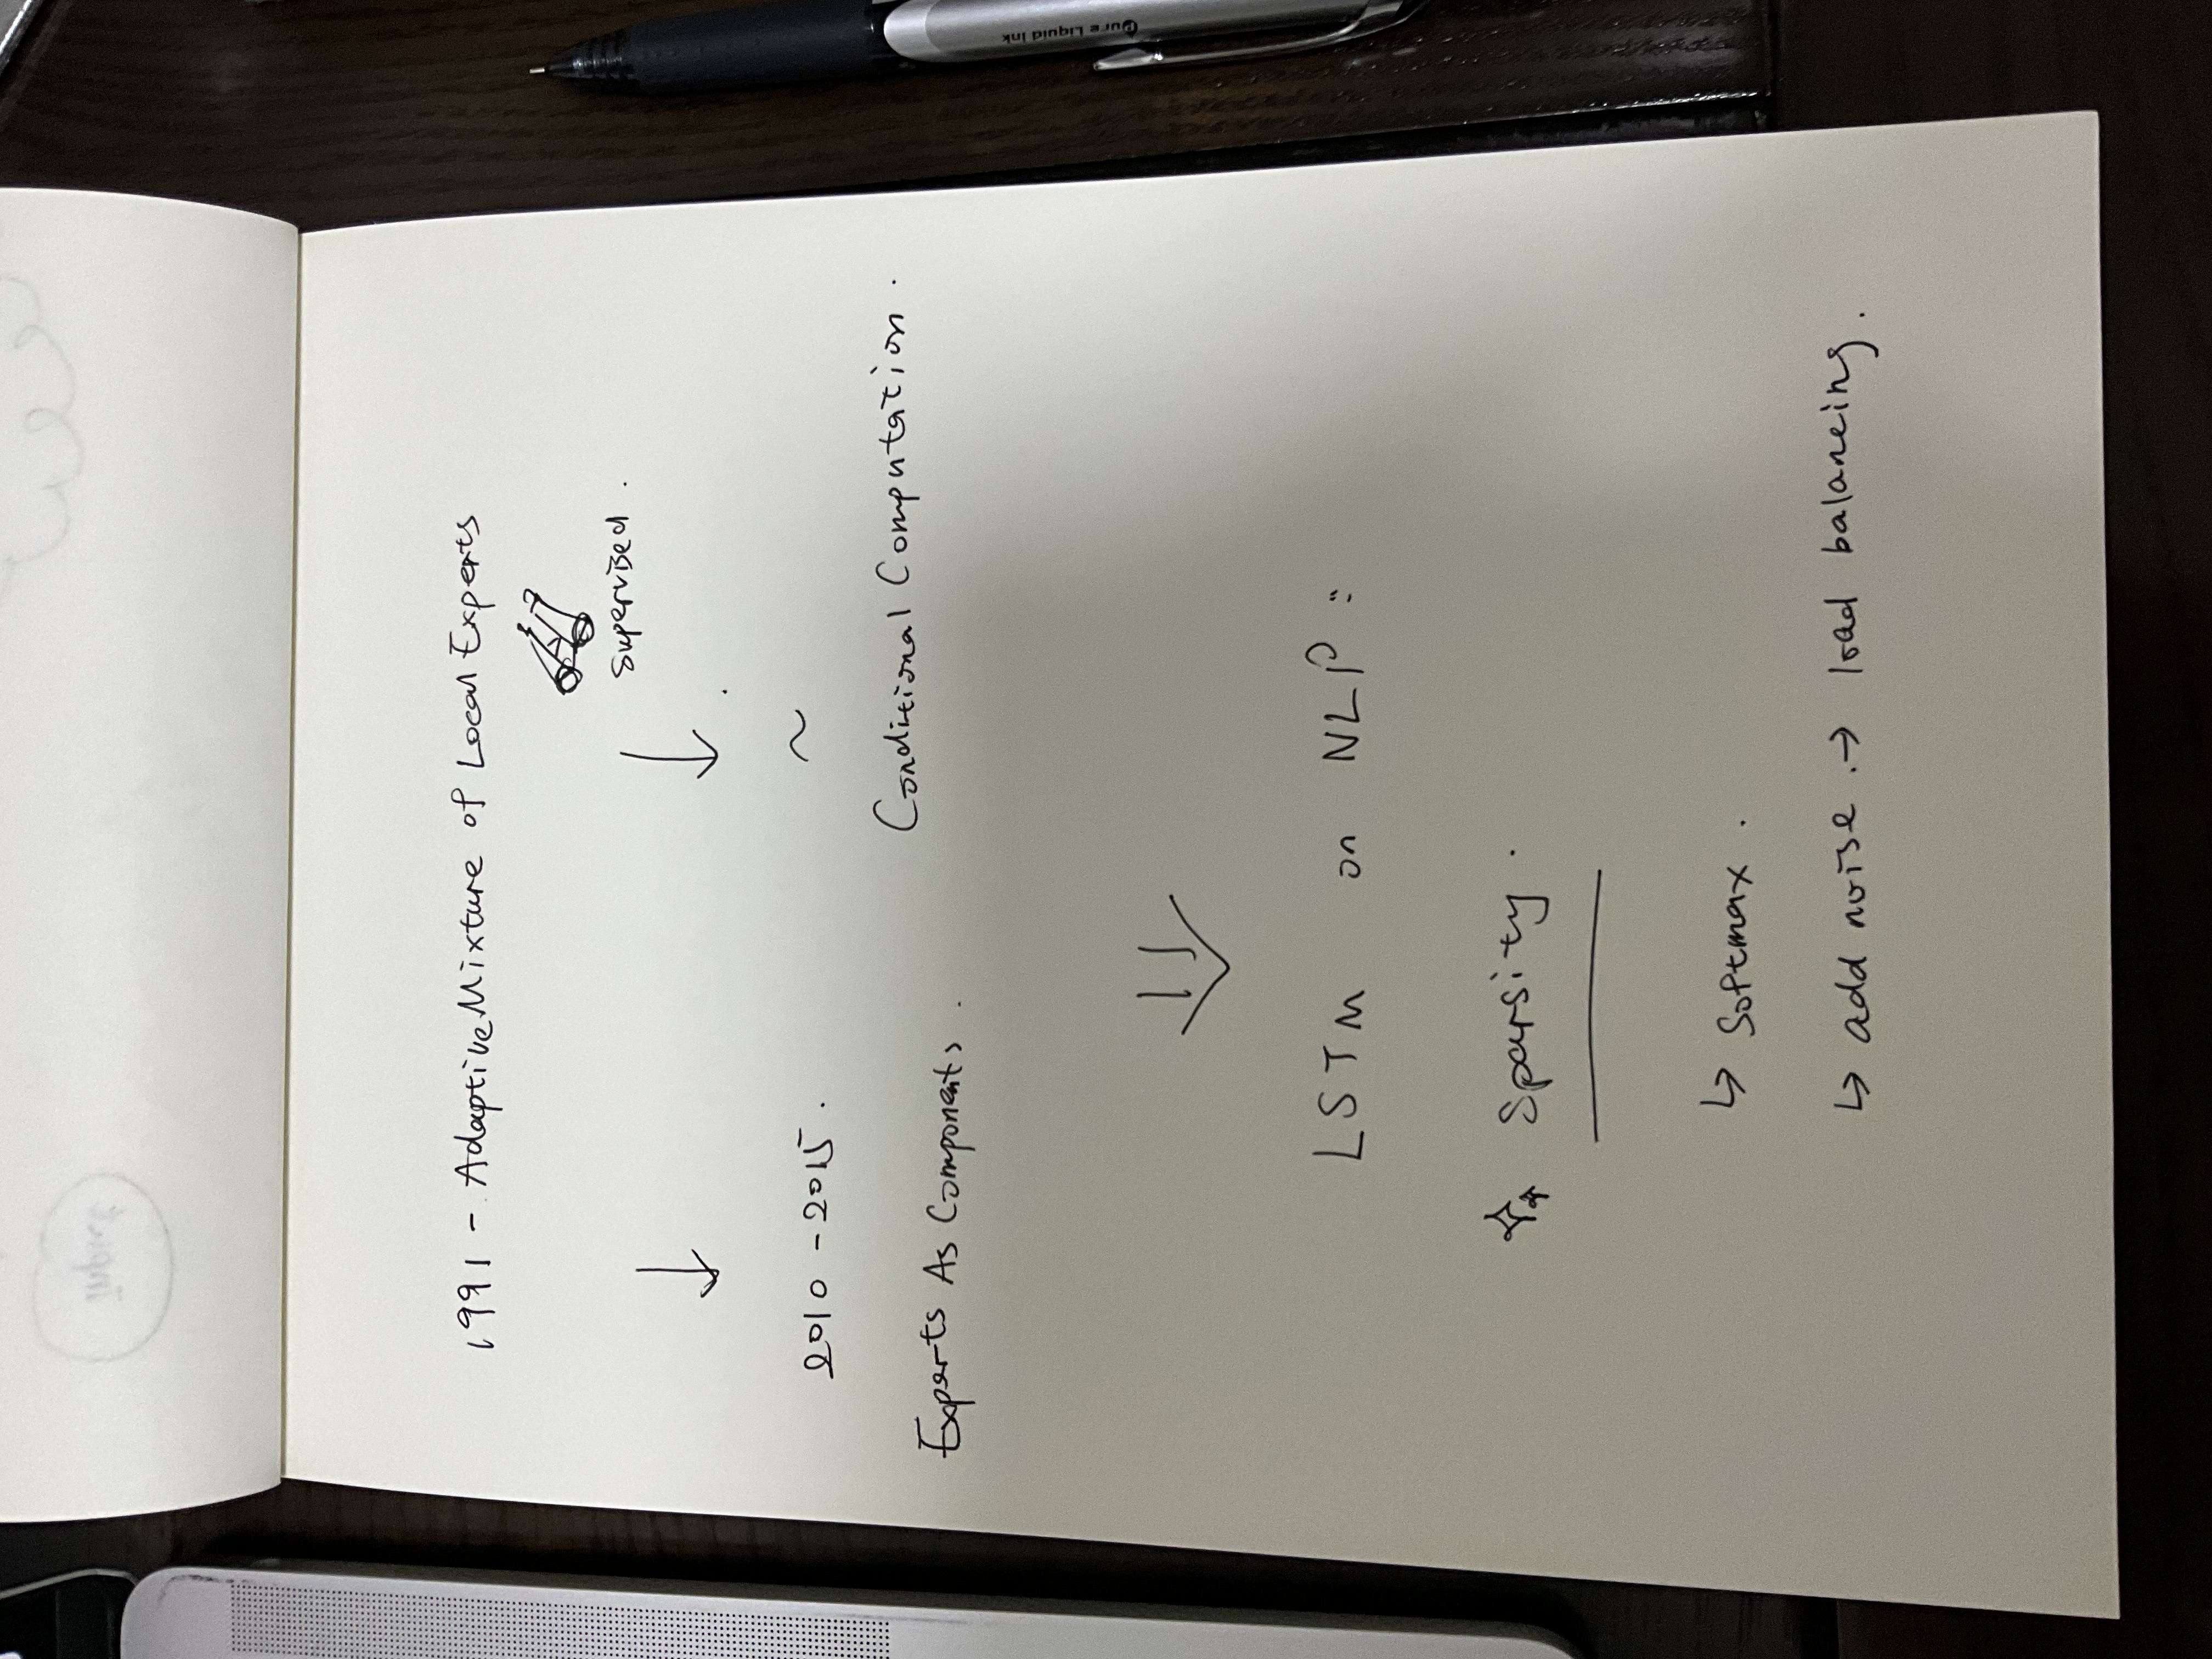 1991 - Adaptive Mixture of Local Experts
Supervised.
2010 - 2015.
~
Experts As Components.
Conditional Computation.
LSTM on NLP:
Sparsity.
↳ Softmax.
↳ add noise. → load balancing.
Pure Liquid Ink